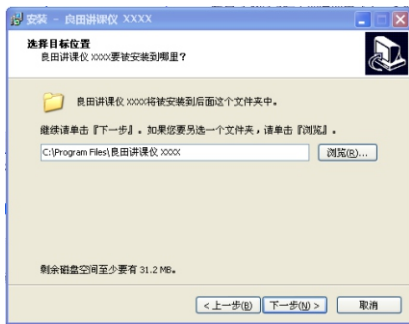 安装 - 良田讲课仪 XXXX
选择目标位置
良田讲课仪 XXXX要被安装到哪里？
良田讲课仪 XXXX将被安装到后面这个文件夹中。
继续请单击『下一步』。如果您要另选一个文件夹，请单击『浏览』。
C:\Program Files\良田讲课仪 XXXX
浏览(R)...
剩余磁盘空间至少要有 31.2 MB。
<上一步(B)
下一步(N) >
取消